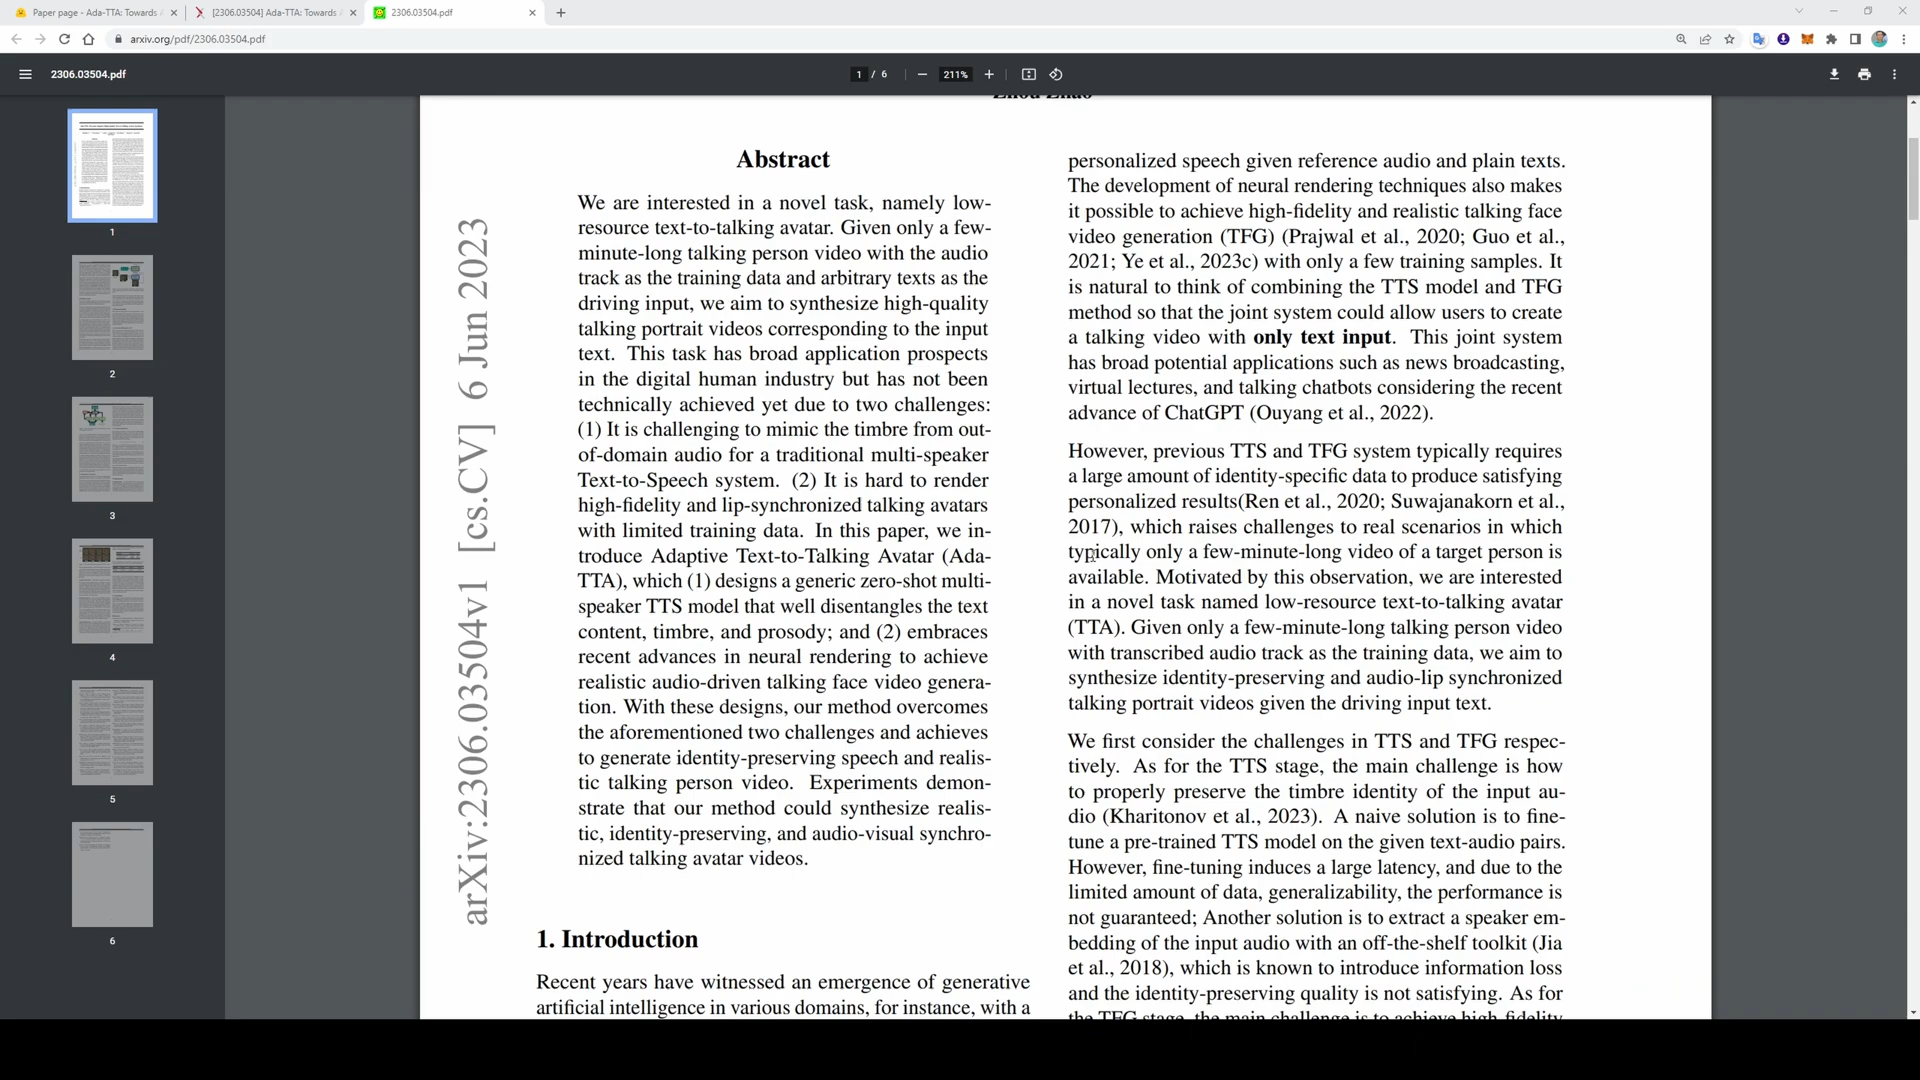 Paper page - Ada-TTA: Towards A
[2306.03504] Ada-TTA: Towards A
2306.03504.pdf
arxiv.org/pdf/2306.03504.pdf
2306.03504.pdf
1 / 6
211%
1
2
3
4
5
6
arXiv:2306.03504v1 [cs.CV] 6 Jun 2023
Zhou Zhao
Abstract
We are interested in a novel task, namely low-
resource text-to-talking avatar. Given only a few-
minute-long talking person video with the audio
track as the training data and arbitrary texts as the
driving input, we aim to synthesize high-quality
talking portrait videos corresponding to the input
text. This task has broad application prospects
in the digital human industry but has not been
technically achieved yet due to two challenges:
(1) It is challenging to mimic the timbre from out-
of-domain audio for a traditional multi-speaker
Text-to-Speech system. (2) It is hard to render
high-fidelity and lip-synchronized talking avatars
with limited training data. In this paper, we in-
troduce Adaptive Text-to-Talking Avatar (Ada-
TTA), which (1) designs a generic zero-shot multi-
speaker TTS model that well disentangles the text
content, timbre, and prosody; and (2) embraces
recent advances in neural rendering to achieve
realistic audio-driven talking face video genera-
tion. With these designs, our method overcomes
the aforementioned two challenges and achieves
to generate identity-preserving speech and realis-
tic talking person video. Experiments demon-
strate that our method could synthesize realis-
tic, identity-preserving, and audio-visual synchro-
nized talking avatar videos.
1. Introduction
Recent years have witnessed an emergence of generative
artificial intelligence in various domains, for instance, with a
personalized speech given reference audio and plain texts.
The development of neural rendering techniques also makes
it possible to achieve high-fidelity and realistic talking face
video generation (TFG) (Prajwal et al., 2020; Guo et al.,
2021; Ye et al., 2023c) with only a few training samples. It
is natural to think of combining the TTS model and TFG
method so that the joint system could allow users to create
a talking video with only text input. This joint system
has broad potential applications such as news broadcasting,
virtual lectures, and talking chatbots considering the recent
advance of ChatGPT (Ouyang et al., 2022).
However, previous TTS and TFG system typically requires
a large amount of identity-specific data to produce satisfying
personalized results(Ren et al., 2020; Suwajanakorn et al.,
2017), which raises challenges to real scenarios in which
typically only a few-minute-long video of a target person is
available. Motivated by this observation, we are interested
in a novel task named low-resource text-to-talking avatar
(TTA). Given only a few-minute-long talking person video
with transcribed audio track as the training data, we aim to
synthesize identity-preserving and audio-lip synchronized
talking portrait videos given the driving input text.
We first consider the challenges in TTS and TFG respec-
tively. As for the TTS stage, the main challenge is how
to properly preserve the timbre identity of the input au-
dio (Kharitonov et al., 2023). A naive solution is to fine-
tune a pre-trained TTS model on the given text-audio pairs.
However, fine-tuning induces a large latency, and due to the
limited amount of data, generalizability, the performance is
not guaranteed; Another solution is to extract a speaker em-
bedding of the input audio with an off-the-shelf toolkit (Jia
et al., 2018), which is known to introduce information loss
and the identity-preserving quality is not satisfying. As for
the TFG stage, the main challenge is to achieve high-fidelity